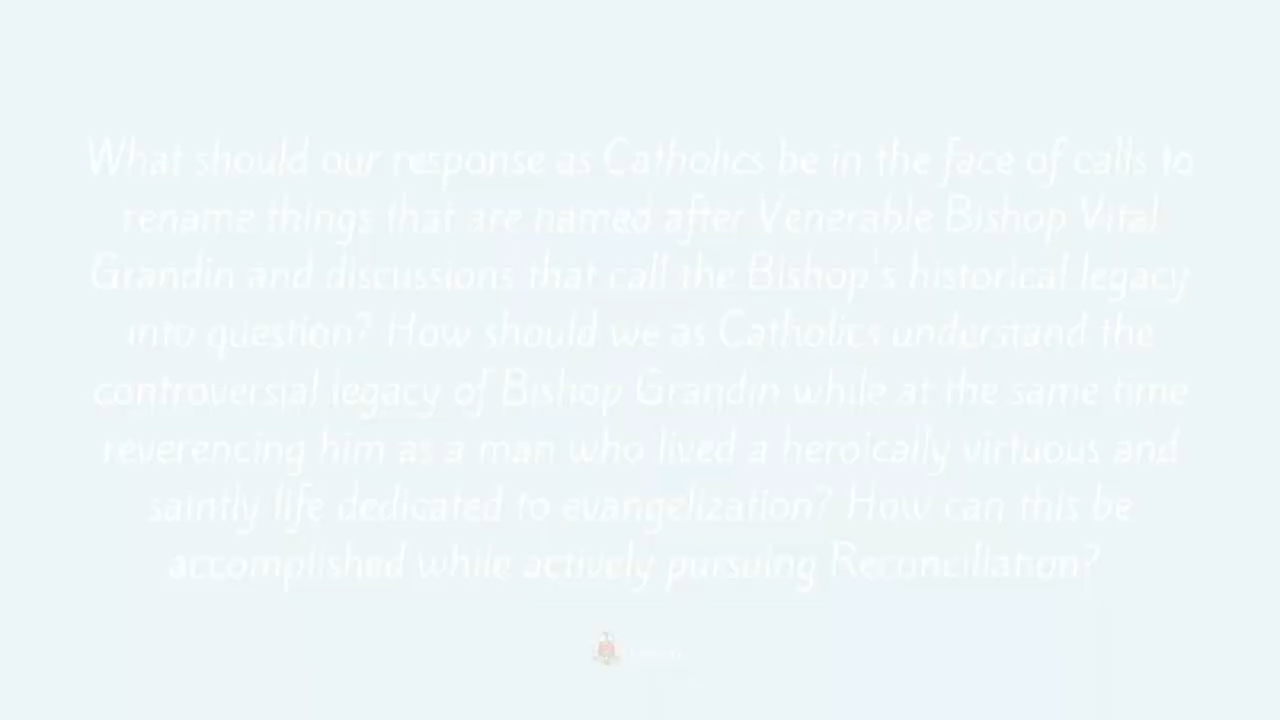 What should our response as Catholics be in the face of calls to
rename things that are named after Venerable Bishop Vital
Grandin and discussions that call the Bishop's historical legacy
into question? How should we as Catholics understand the
controversial legacy of Bishop Grandin while at the same time
reverencing him as a man who lived a heroically virtuous and
saintly life dedicated to evangelization? How can this be
accomplished while actively pursuing Reconciliation?